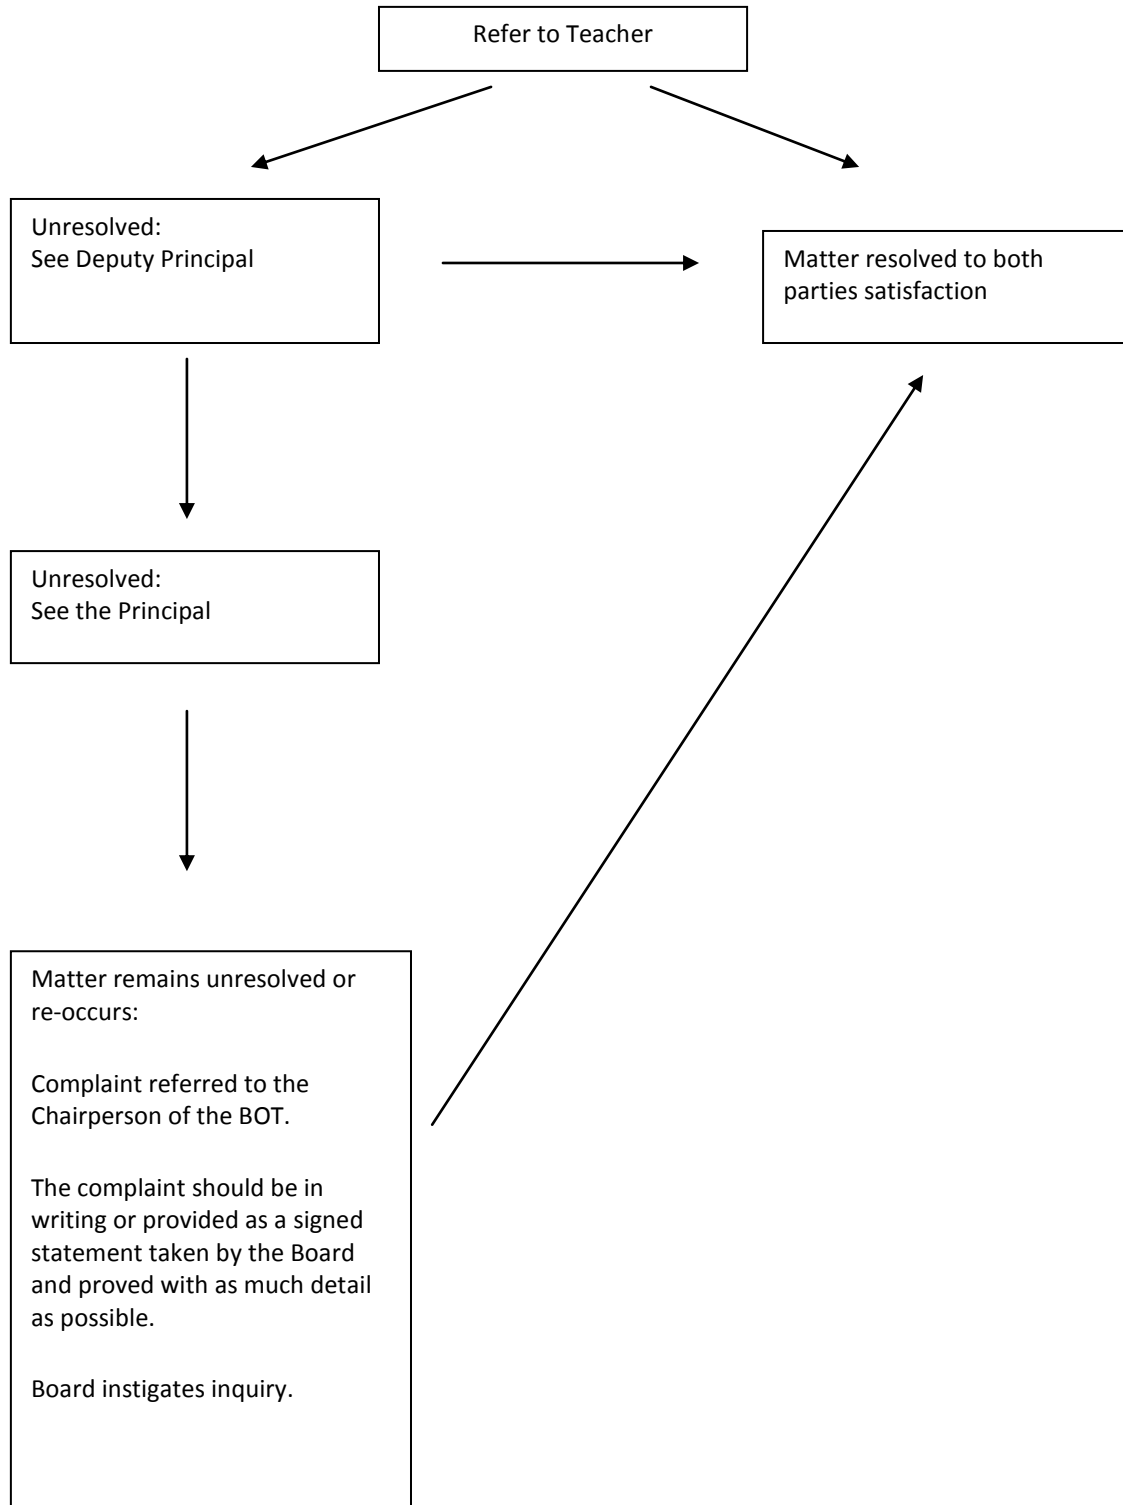 Refer to Teacher
Unresolved:
See Deputy Principal
Matter resolved to both
parties satisfaction
Unresolved:
See the Principal
Matter remains unresolved or
re-occurs:
Complaint referred to the
Chairperson of the BOT.
The complaint should be in
writing or provided as a signed
statement taken by the Board
and proved with as much detail
as possible.
Board instigates inquiry.